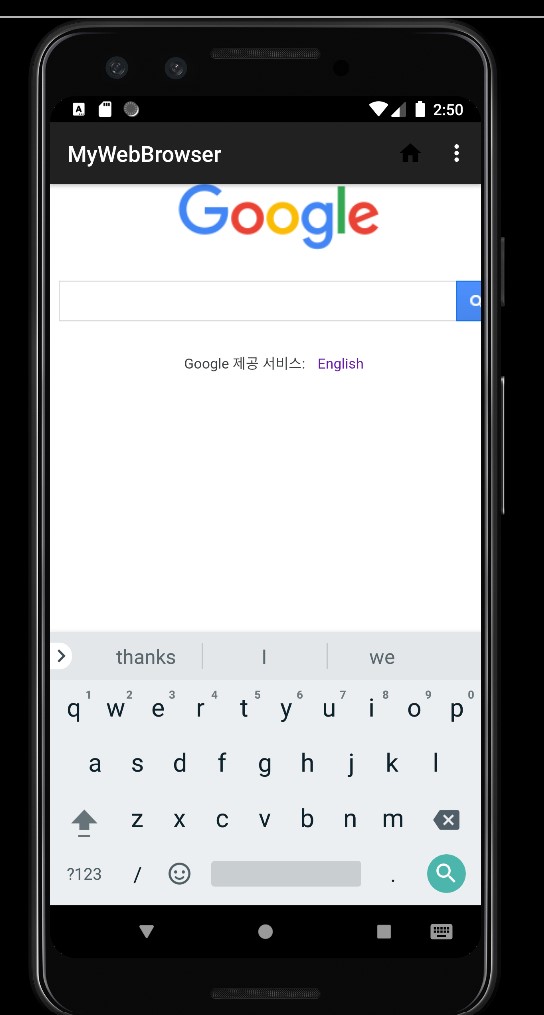 A 2:50
MyWebBrowser
Google
Google 제공 서비스: English
thanks I we
1 2 3 4 5 6 7 8 9 0
q w e r t y u i o p
a s d f g h j k l
z x c v b n m
?123 / .